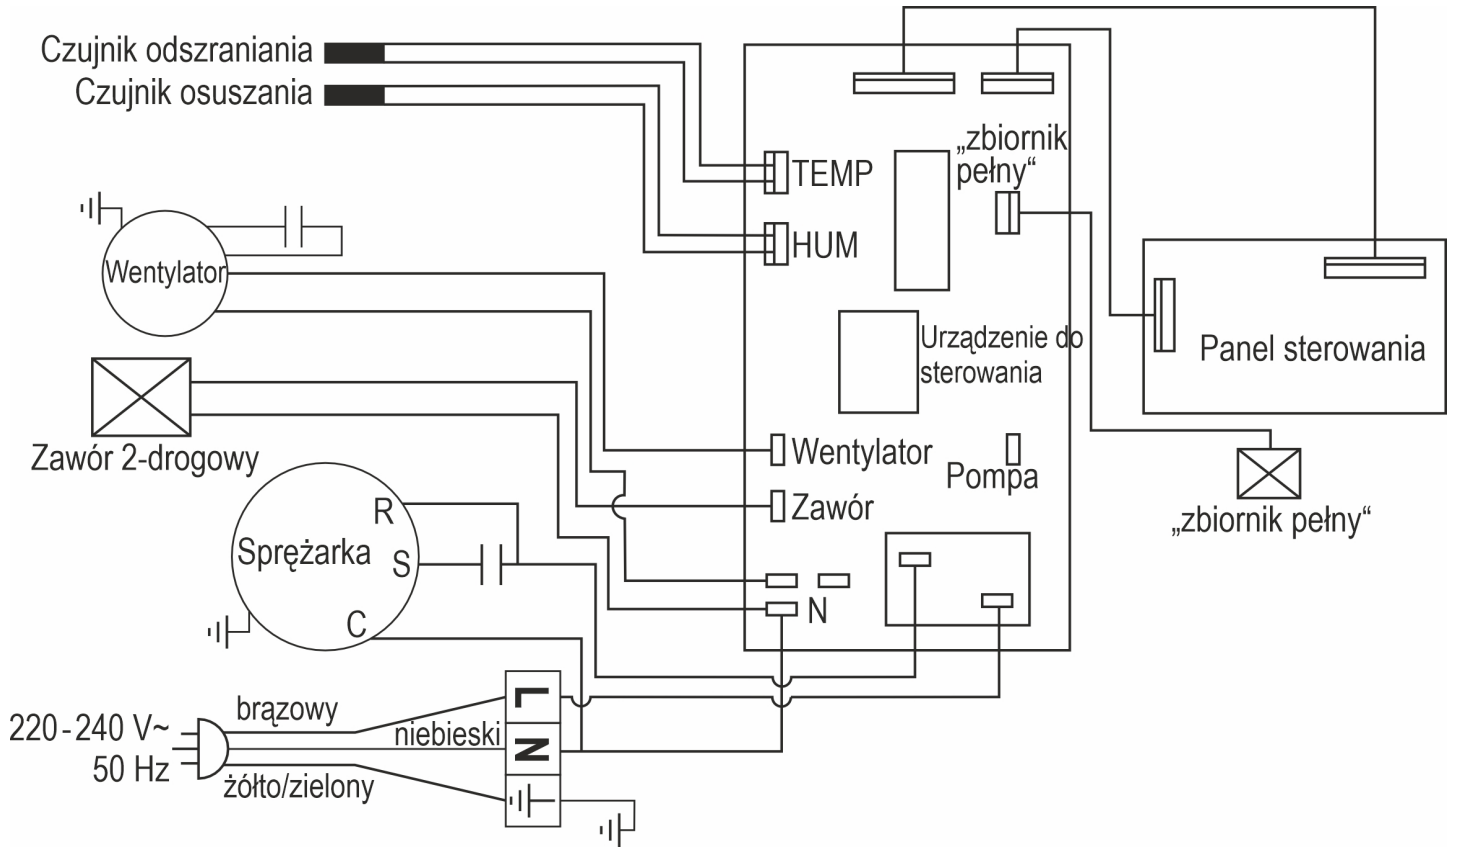 Czujnik odszraniania
Czujnik osuszania
„zbiornik
pełny“
TEMP
HUM
Wentylator
Urządzenie do
sterowania
Panel sterowania
Zawór 2-drogowy
Wentylator
Pompa
Zawór
„zbiornik pełny“
R
Sprężarka
S
C
N
L
brązowy
220-240 V~
niebieski
N
50 Hz
żółto/zielony